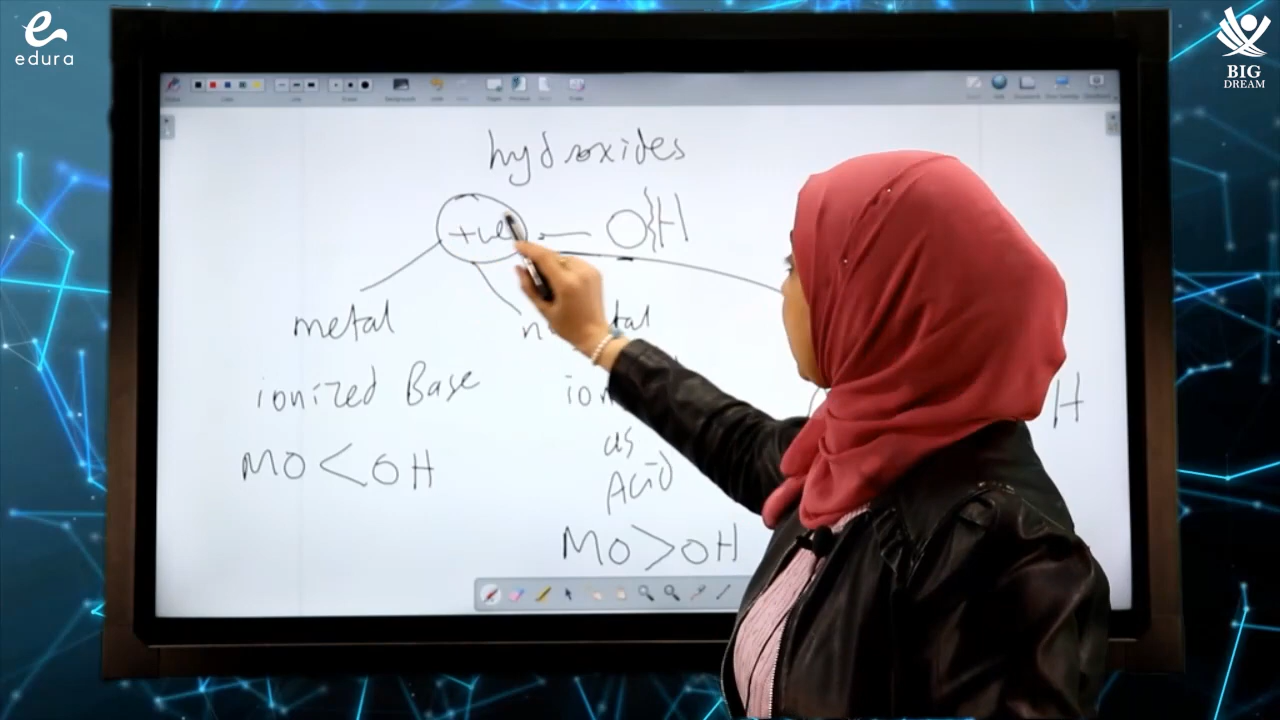 edura
BIG
DREAM
hydroxides
+ve
OH
metal
ionized Base
as
Acid
H
MO < OH
MO > OH